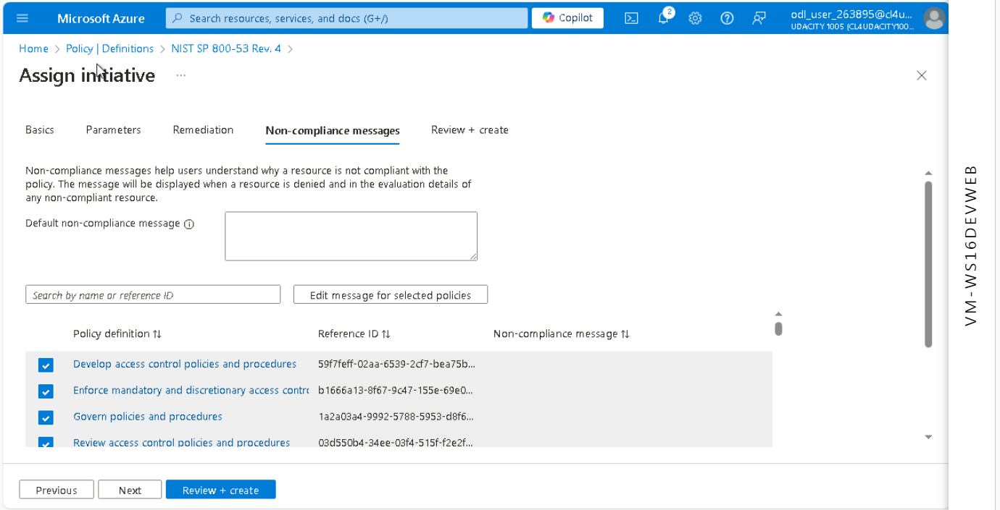 Microsoft Azure
Search resources, services, and docs (G+/)
Copilot
2
odl_user_263895@cl4u...
UDACITY 1005 (CL4UDACITY100...
Home > Policy | Definitions > NIST SP 800-53 Rev. 4 >
Assign initiative ...
Basics Parameters Remediation Non-compliance messages Review + create
Non-compliance messages help users understand why a resource is not compliant with the
policy. The message will be displayed when a resource is denied and in the evaluation details of
any non-compliant resource.
Default non-compliance message
Search by name or reference ID
Edit message for selected policies
Policy definition ↑↓ Reference ID ↑↓ Non-compliance message ↑↓
Develop access control policies and procedures 59f7feff-02aa-6539-2cf7-bea75b...
Enforce mandatory and discretionary access contr b1666a13-8f67-9c47-155e-69e0...
Govern policies and procedures 1a2a03a4-9992-5788-5953-d8f6...
Review access control policies and procedures 03d550b4-34ee-03f4-515f-f2e2f...
Previous Next Review + create
VM-WS16DEVWEB